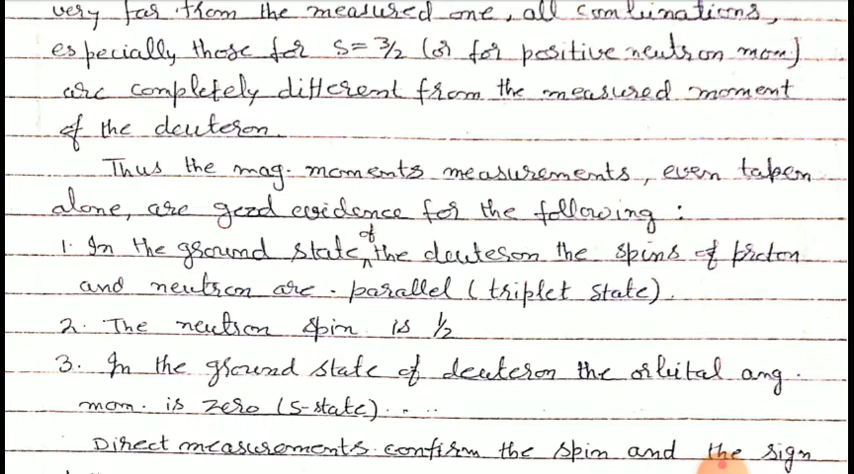 very far from the measured one, all combinations,
especially those for S= 3/2 (or for positive neutron mom)
are completely different from the measured moment
of the deuteron.
Thus the mag. moments measurements, even taken
alone, are good evidence for the following :
1. In the ground state of the deuteron the spins of proton
and neutron are parallel (triplet state).
2. The neutron spin is 1/2
3. In the ground state of deuteron the orbital ang.
mom. is zero (S-state)....
Direct measurements confirm the spin and the sign